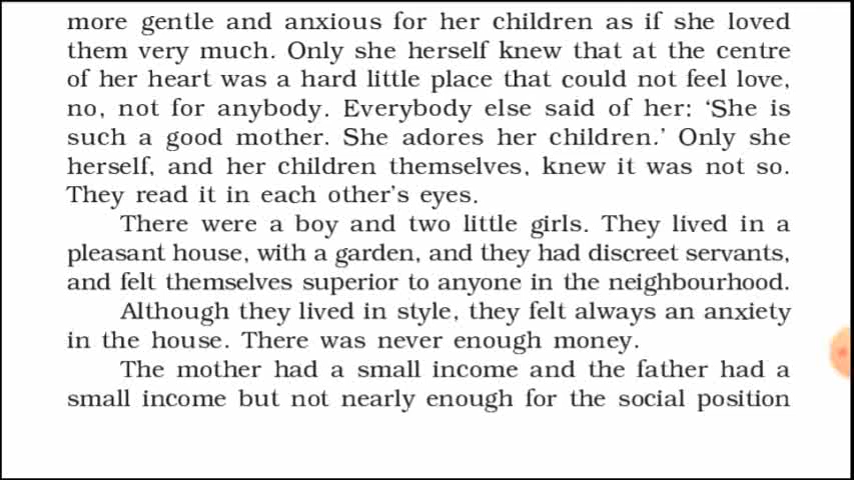 more gentle and anxious for her children as if she loved
them very much. Only she herself knew that at the centre
of her heart was a hard little place that could not feel love,
no, not for anybody. Everybody else said of her: ‘She is
such a good mother. She adores her children.’ Only she
herself, and her children themselves, knew it was not so.
They read it in each other’s eyes.
There were a boy and two little girls. They lived in a
pleasant house, with a garden, and they had discreet servants,
and felt themselves superior to anyone in the neighbourhood.
Although they lived in style, they felt always an anxiety
in the house. There was never enough money.
The mother had a small income and the father had a
small income but not nearly enough for the social position